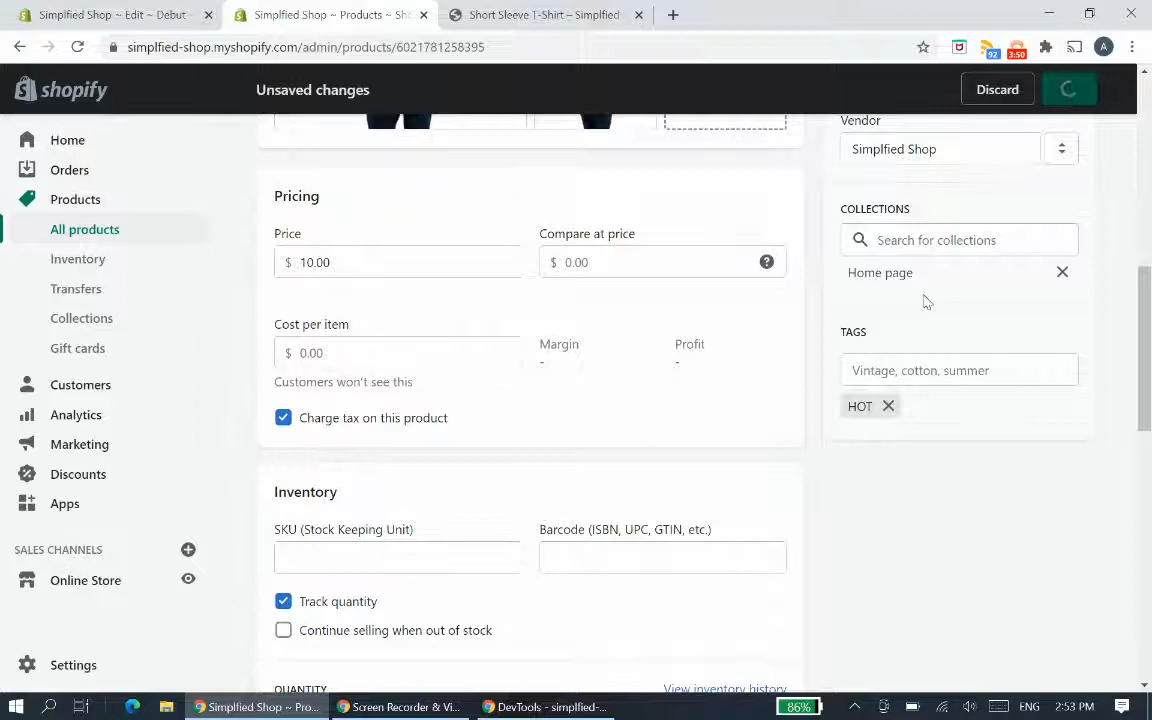 Simplfied Shop ~ Edit ~ Debut
Simplfied Shop ~ Products ~ Sho
Short Sleeve T-Shirt – Simplfied
simplfied-shop.myshopify.com/admin/products/6021781258395
92
3:50
A
shopify
Unsaved changes
Discard
Home
Orders
Products
All products
Inventory
Transfers
Collections
Gift cards
Customers
Analytics
Marketing
Discounts
Apps
SALES CHANNELS
Online Store
Settings
Pricing
Price
Compare at price
$ 10.00
$ 0.00
Cost per item
$ 0.00
Margin
Profit
-
-
Customers won't see this
Charge tax on this product
Inventory
SKU (Stock Keeping Unit)
Barcode (ISBN, UPC, GTIN, etc.)
Track quantity
Continue selling when out of stock
QUANTITY
View inventory history
Vendor
Simplfied Shop
COLLECTIONS
Search for collections
Home page
TAGS
Vintage, cotton, summer
HOT
Simplfied Shop ~ Pro...
Screen Recorder & Vi...
DevTools - simplfied-...
86%
ENG
2:53 PM